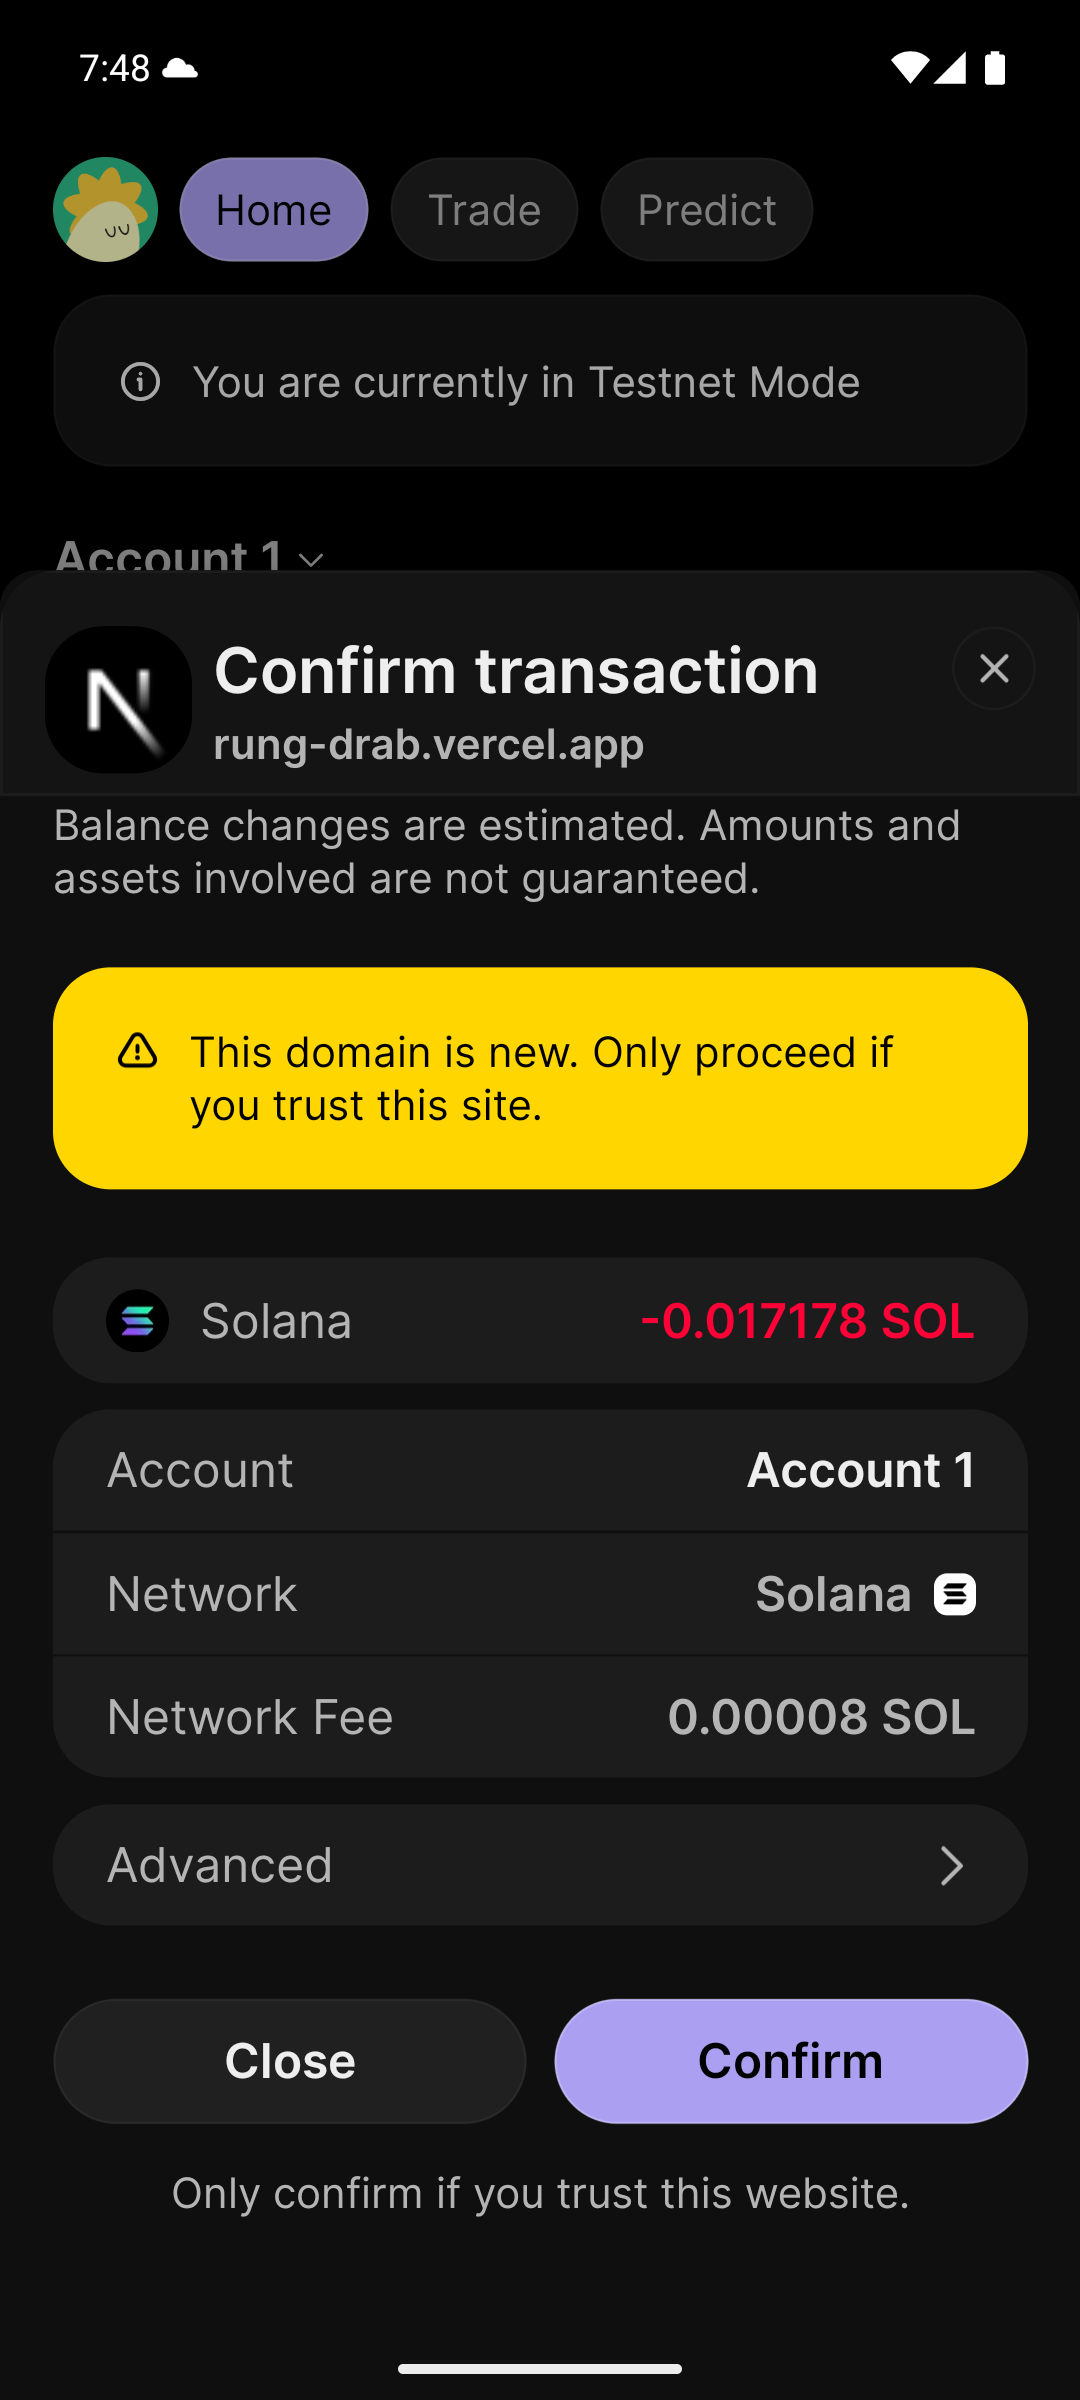 7:48
Home
Trade
Predict
You are currently in Testnet Mode
Account 1
Confirm transaction
rung-drab.vercel.app
Balance changes are estimated. Amounts and
assets involved are not guaranteed.
This domain is new. Only proceed if
you trust this site.
Solana -0.017178 SOL
Account Account 1
Network Solana
Network Fee 0.00008 SOL
Advanced
Close
Confirm
Only confirm if you trust this website.